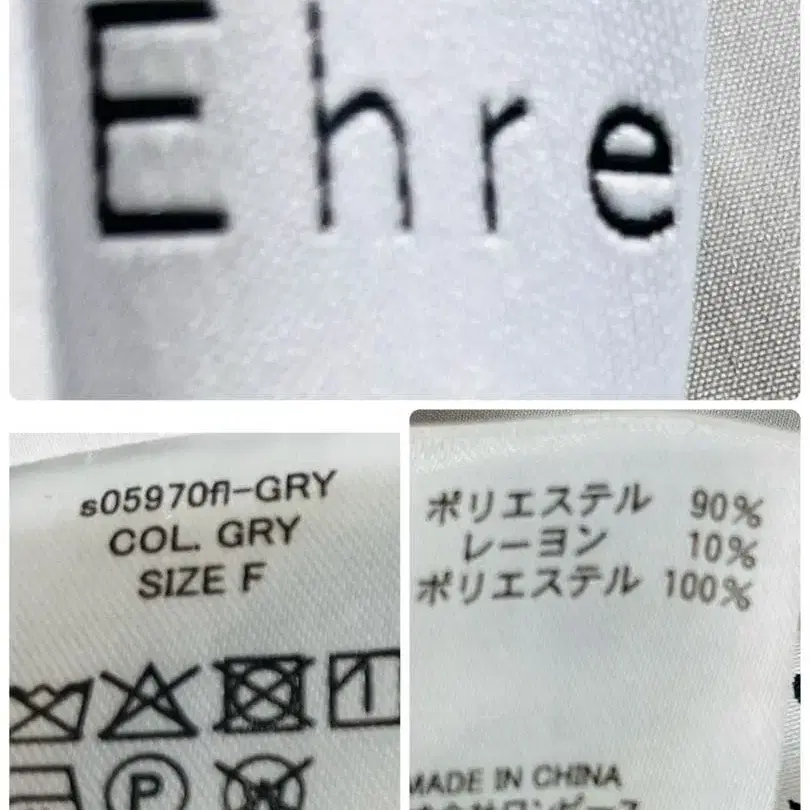 Ehre
s05970fl-GRY
COL. GRY
SIZE F
P
ポリエステル 90%
レーヨン 10%
ポリエステル 100%
MADE IN CHINA